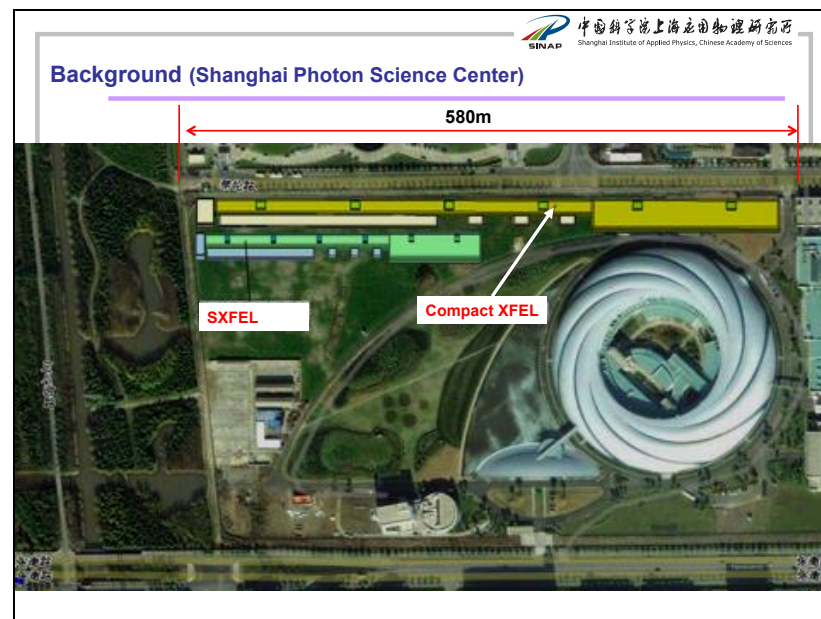 中国科学院上海应用物理研究所
SINAP
Shanghai Institute of Applied Physics, Chinese Academy of Sciences
Background (Shanghai Photon Science Center)
580m
SXFEL
Compact XFEL